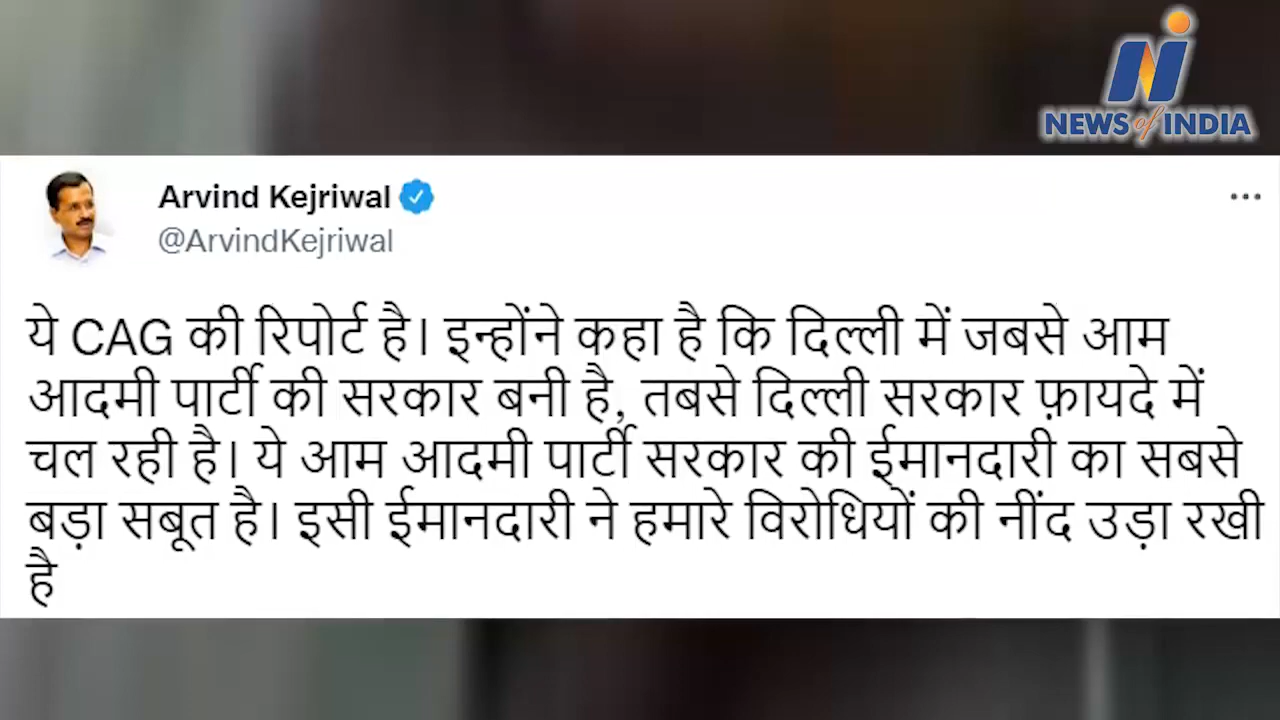 NEWS of INDIA
Arvind Kejriwal
@ArvindKejriwal
ये CAG की रिपोर्ट है। इन्होंने कहा है कि दिल्ली में जबसे आम
आदमी पार्टी की सरकार बनी है, तबसे दिल्ली सरकार फ़ायदे में
चल रही है। ये आम आदमी पार्टी सरकार की ईमानदारी का सबसे
बड़ा सबूत है। इसी ईमानदारी ने हमारे विरोधियों की नींद उड़ा रखी
है